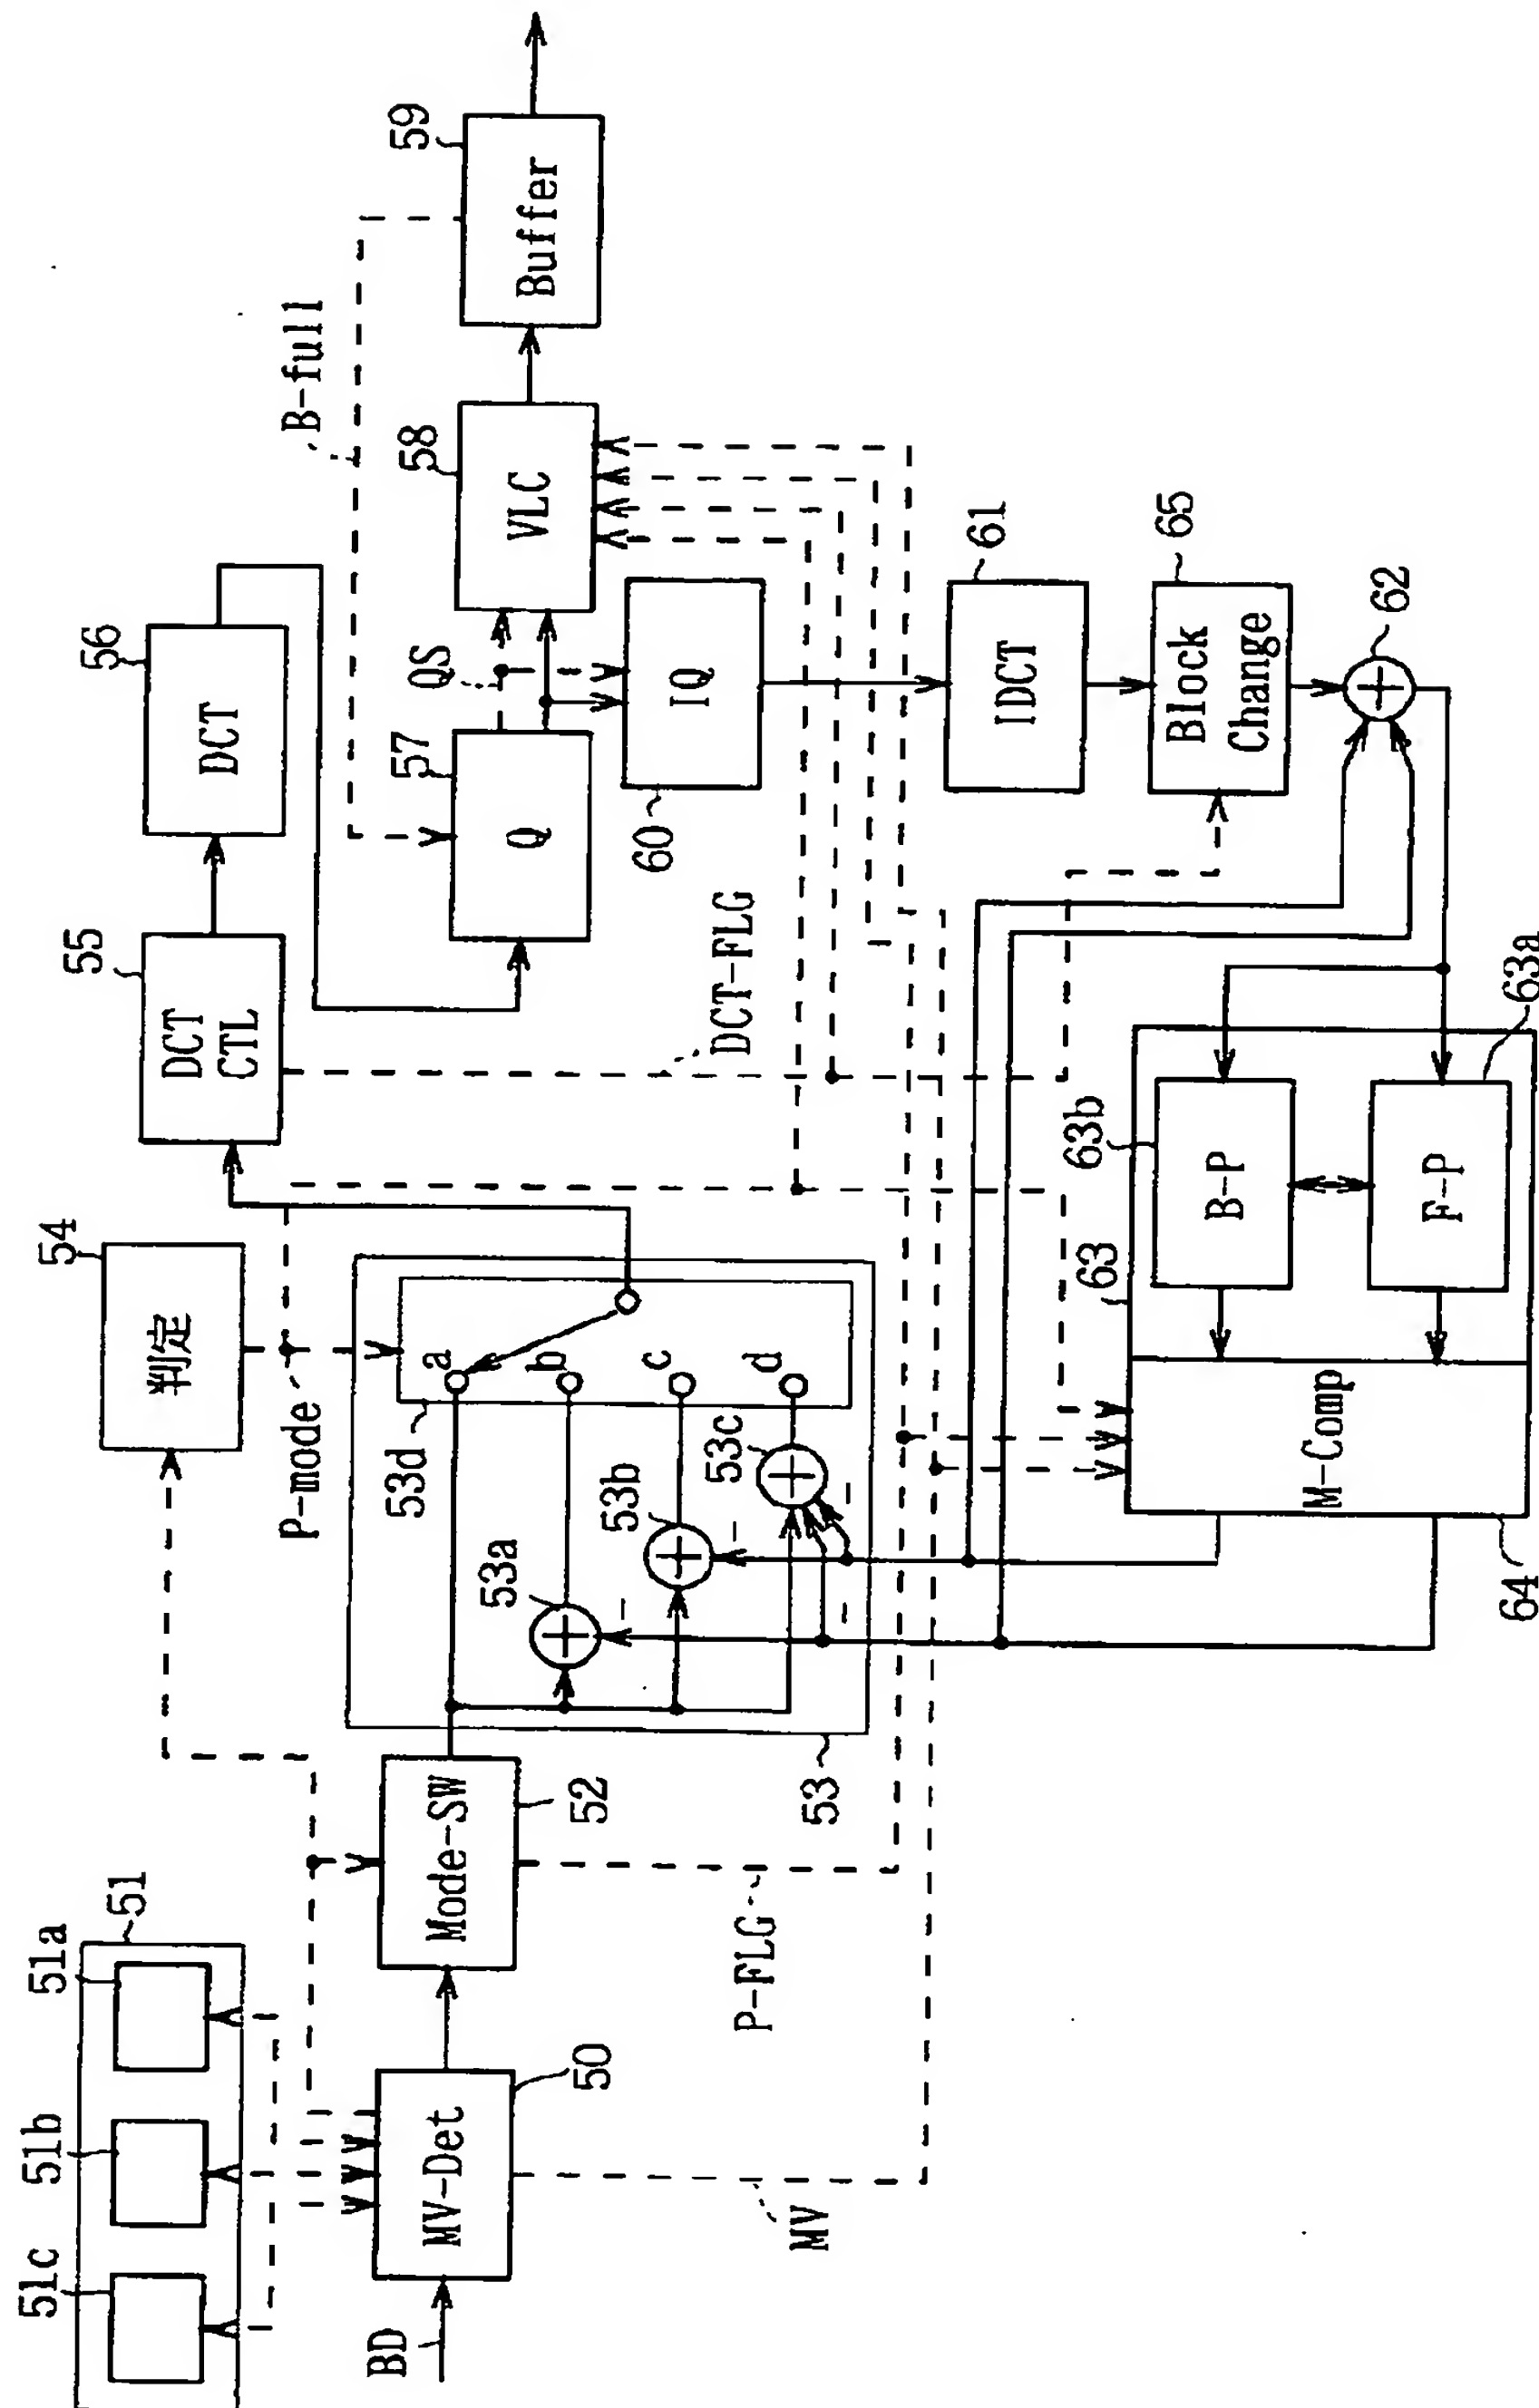 51c
51b
51a
51
BD
MV-Det
50
MV
Mode-SW
52
P-FLG
54
判定
P-mode
53d
a
b
c
d
53a
53b
53c
-
-
-
-
53
55
DCT
CTL
DCT-FLG
56
DCT
57
Q
QS
58
VLC
B-full
59
Buffer
60
IQ
61
IDCT
65
Block
Change
62
63
63b
B-P
F-P
63a
M-Comp
64